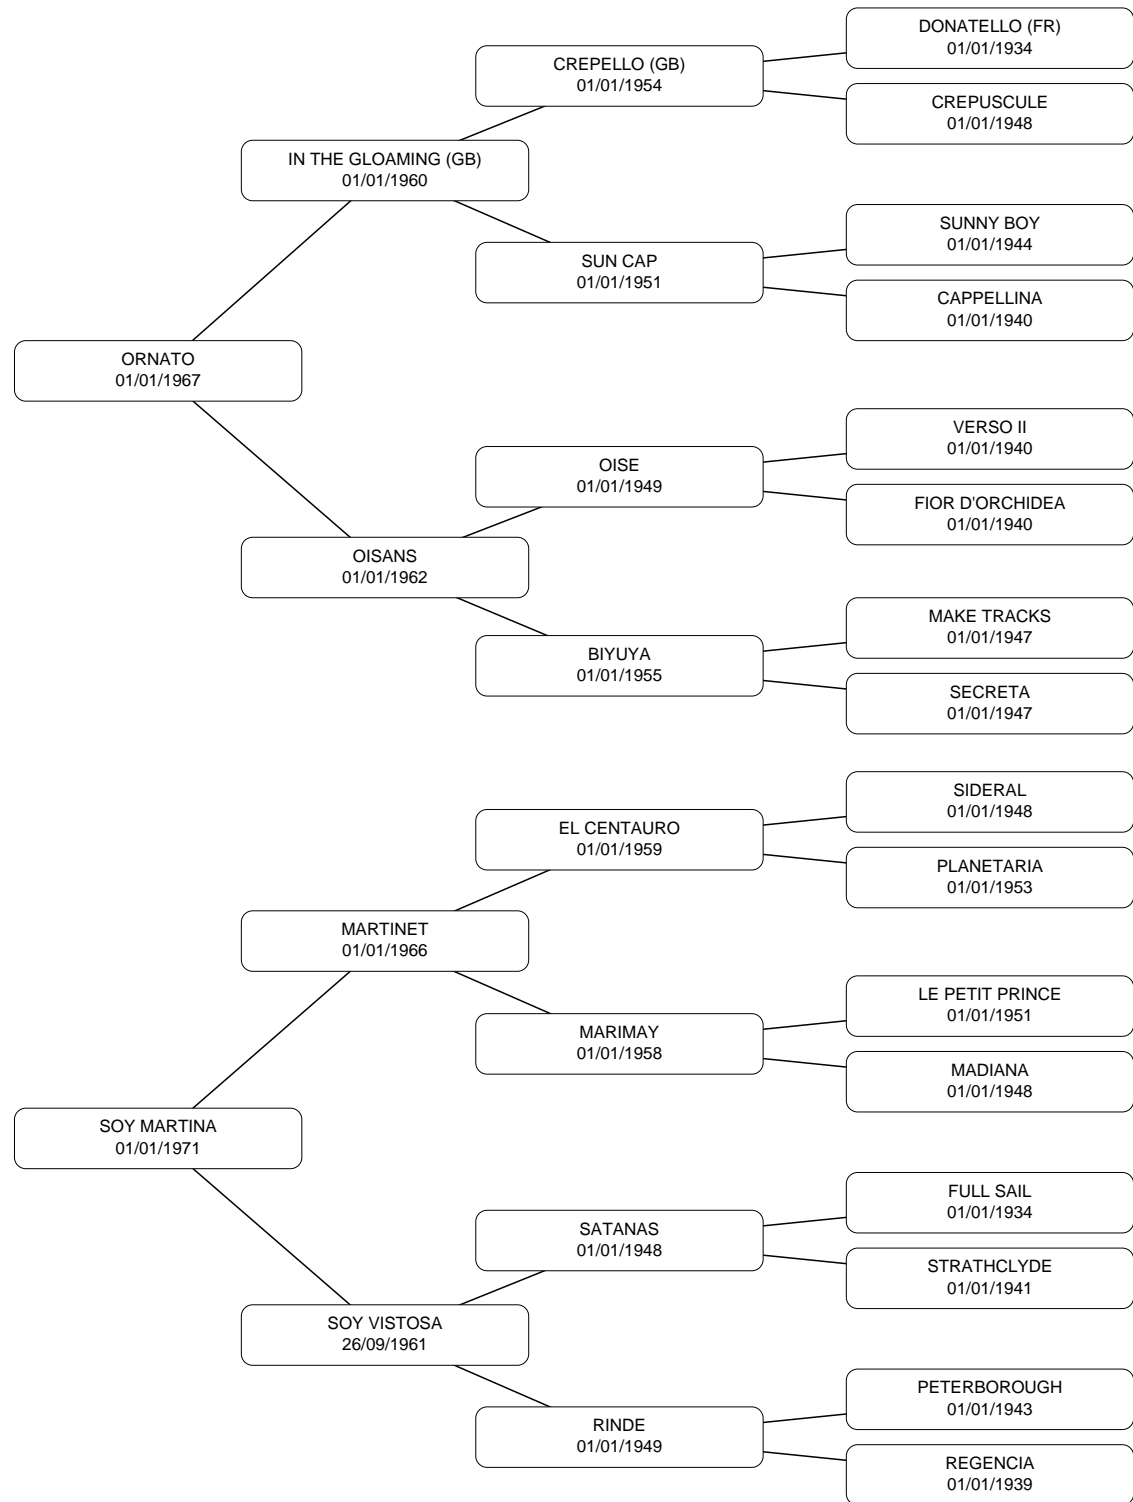 DONATELLO (FR)
01/01/1934
CREPELLO (GB)
01/01/1954
CREPUSCULE
01/01/1948
IN THE GLOAMING (GB)
01/01/1960
SUNNY BOY
01/01/1944
SUN CAP
01/01/1951
CAPPELLINA
01/01/1940
ORNATO
01/01/1967
VERSO II
01/01/1940
OISE
01/01/1949
FIOR D'ORCHIDEA
01/01/1940
OISANS
01/01/1962
MAKE TRACKS
01/01/1947
BIYUYA
01/01/1955
SECRETA
01/01/1947
SIDERAL
01/01/1948
EL CENTAURO
01/01/1959
PLANETARIA
01/01/1953
MARTINET
01/01/1966
LE PETIT PRINCE
01/01/1951
MARIMAY
01/01/1958
MADIANA
01/01/1948
SOY MARTINA
01/01/1971
FULL SAIL
01/01/1934
SATANAS
01/01/1948
STRATHCLYDE
01/01/1941
SOY VISTOSA
26/09/1961
PETERBOROUGH
01/01/1943
RINDE
01/01/1949
REGENCIA
01/01/1939